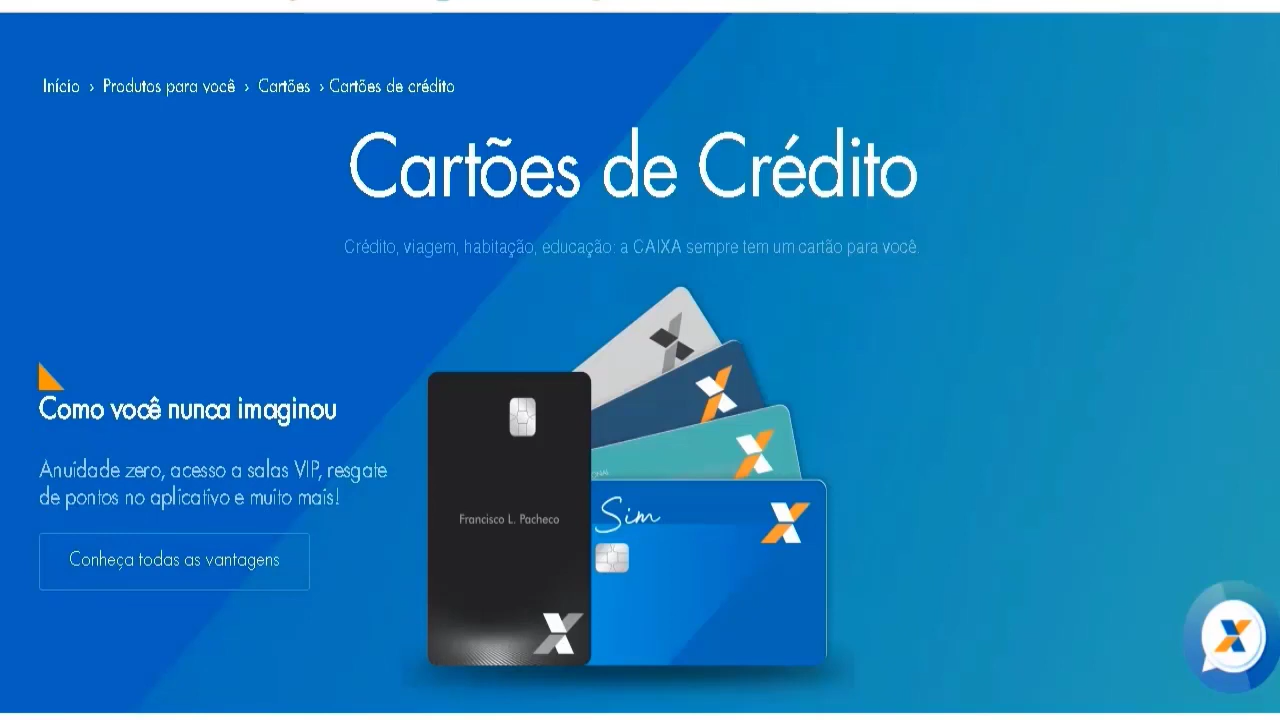 Início › Produtos para você › Cartões › Cartões de crédito
Cartões de Crédito
Crédito, viagem, habitação, educação: a CAIXA sempre tem um cartão para você.
Como você nunca imaginou
Anuidade zero, acesso a salas VIP, resgate
de pontos no aplicativo e muito mais!
Conheça todas as vantagens
Francisco L. Pacheco
Sim